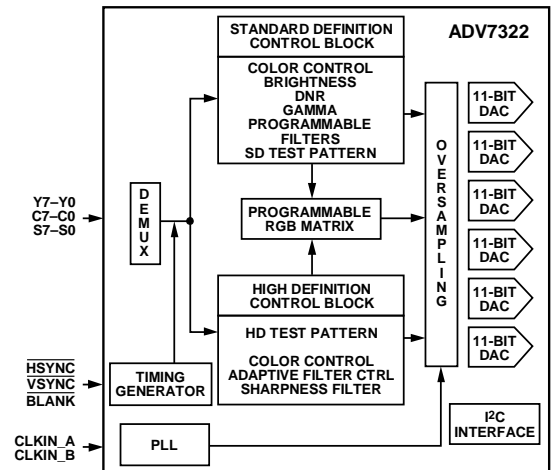 ADV7322
STANDARD DEFINITION
CONTROL BLOCK
COLOR CONTROL
BRIGHTNESS
DNR
GAMMA
PROGRAMMABLE
FILTERS
SD TEST PATTERN
Y7–Y0
C7–C0
S7–S0
DEMUX
PROGRAMMABLE
RGB MATRIX
HIGH DEFINITION
CONTROL BLOCK
HD TEST PATTERN
COLOR CONTROL
ADAPTIVE FILTER CTRL
SHARPNESS FILTER
OVERSAMPLING
11-BIT
DAC
11-BIT
DAC
11-BIT
DAC
11-BIT
DAC
11-BIT
DAC
11-BIT
DAC
HSYNC
VSYNC
BLANK
TIMING
GENERATOR
CLKIN_A
CLKIN_B
PLL
I²C
INTERFACE